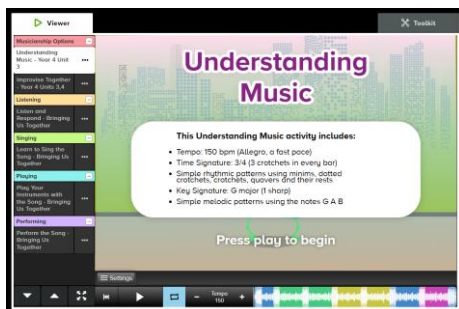 Viewer
Toolkit
Musicianship Options
Understanding
Music - Year 4 Unit
3
Improvise Together
- Year 4 Units 3,4
Listening
Listen and
Respond - Bringing
Us Together
Singing
Learn to Sing the
Song - Bringing Us
Together
Playing
Play Your
Instruments with
the Song - Bringing
Us Together
Performing
Perform the Song -
Bringing Us
Together
Understanding
Music
This Understanding Music activity includes:
• Tempo: 150 bpm (Allegro, a fast pace)
• Time Signature: 3/4 (3 crotchets in every bar)
• Simple rhythmic patterns using minims, dotted
crotchets, crotchets, quavers and their rests
• Key Signature: G major (1 sharp)
• Simple melodic patterns using the notes G A B
Press play to begin
Settings
Tempo
150